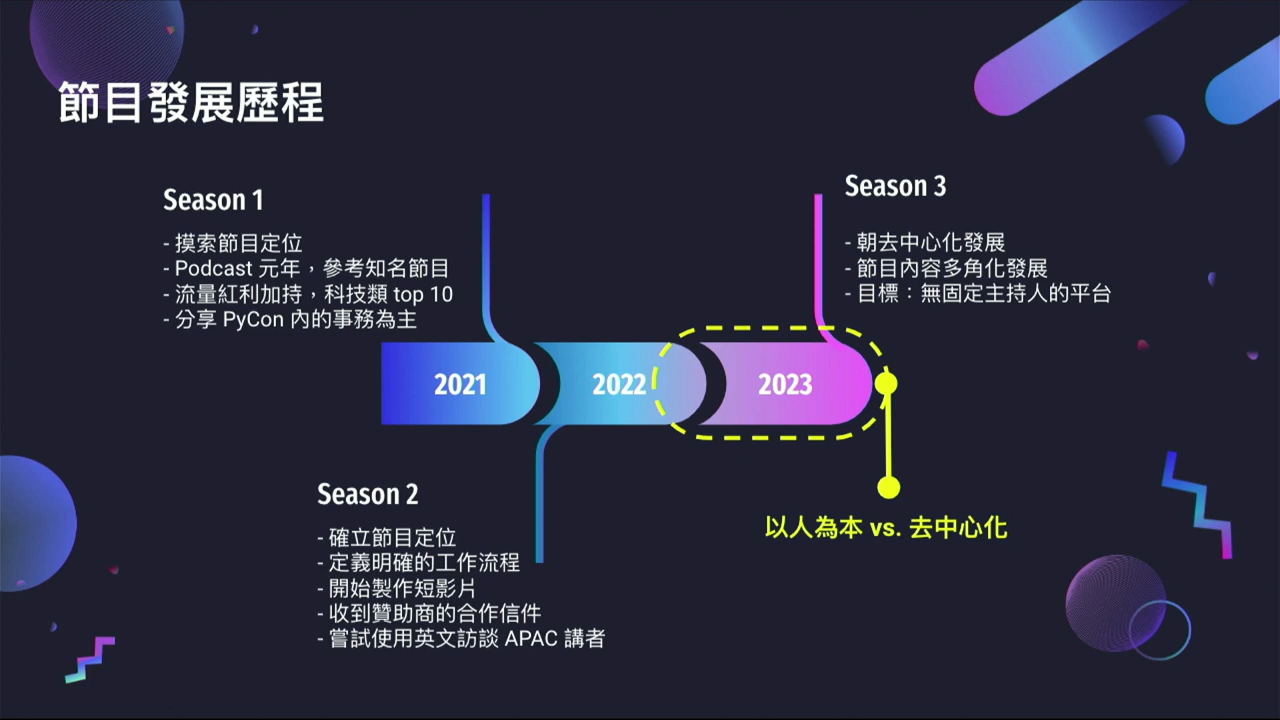 節目發展歷程
Season 1
- 摸索節目定位
- Podcast 元年，參考知名節目
- 流量紅利加持，科技類 top 10
- 分享 PyCon 內的事務為主
Season 3
- 朝去中心化發展
- 節目內容多角化發展
- 目標：無固定主持人的平台
2021
2022
2023
Season 2
- 確立節目定位
- 定義明確的工作流程
- 開始製作短影片
- 收到贊助商的合作信件
- 嘗試使用英文訪談 APAC 講者
以人為本 vs. 去中心化